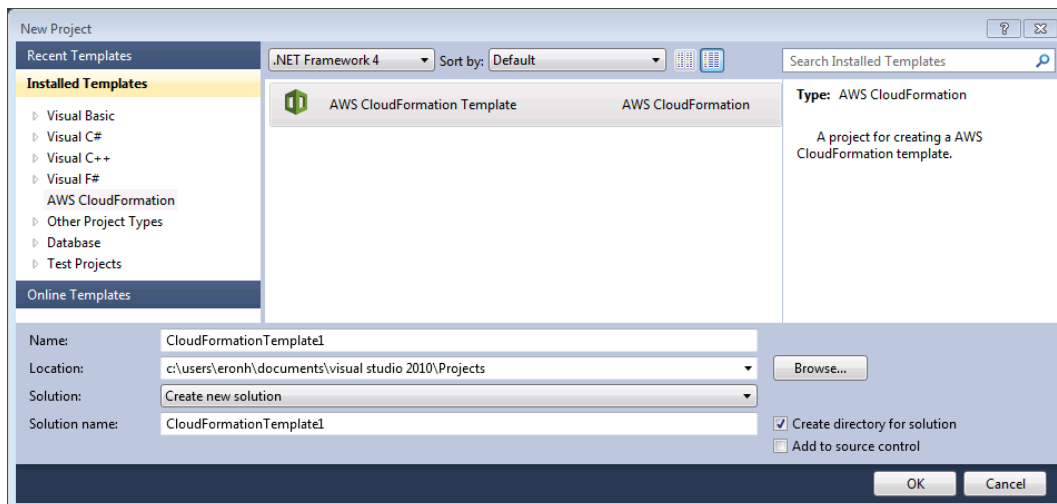 New Project
Recent Templates
Installed Templates
Visual Basic
Visual C#
Visual C++
Visual F#
AWS CloudFormation
Other Project Types
Database
Test Projects
Online Templates
.NET Framework 4
Sort by: Default
AWS CloudFormation Template AWS CloudFormation
Search Installed Templates
Type: AWS CloudFormation
A project for creating a AWS
CloudFormation template.
Name: CloudFormationTemplate1
Location: c:\users\eronh\documents\visual studio 2010\Projects Browse...
Solution: Create new solution
Solution name: CloudFormationTemplate1
Create directory for solution
Add to source control
OK Cancel